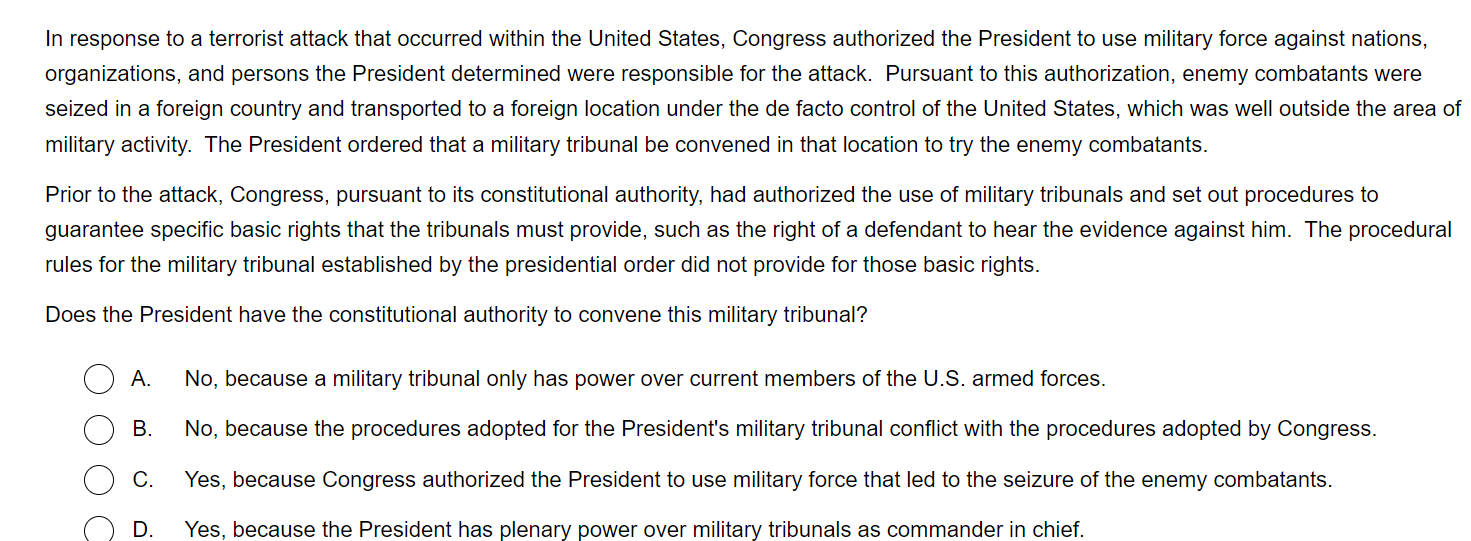 In response to a terrorist attack that occurred within the United States, Congress authorized the President to use military force against nations,
organizations, and persons the President determined were responsible for the attack.  Pursuant to this authorization, enemy combatants were
seized in a foreign country and transported to a foreign location under the de facto control of the United States, which was well outside the area of
military activity.  The President ordered that a military tribunal be convened in that location to try the enemy combatants.
Prior to the attack, Congress, pursuant to its constitutional authority, had authorized the use of military tribunals and set out procedures to
guarantee specific basic rights that the tribunals must provide, such as the right of a defendant to hear the evidence against him.  The procedural
rules for the military tribunal established by the presidential order did not provide for those basic rights.
Does the President have the constitutional authority to convene this military tribunal?
A. No, because a military tribunal only has power over current members of the U.S. armed forces.
B. No, because the procedures adopted for the President's military tribunal conflict with the procedures adopted by Congress.
C. Yes, because Congress authorized the President to use military force that led to the seizure of the enemy combatants.
D. Yes, because the President has plenary power over military tribunals as commander in chief.